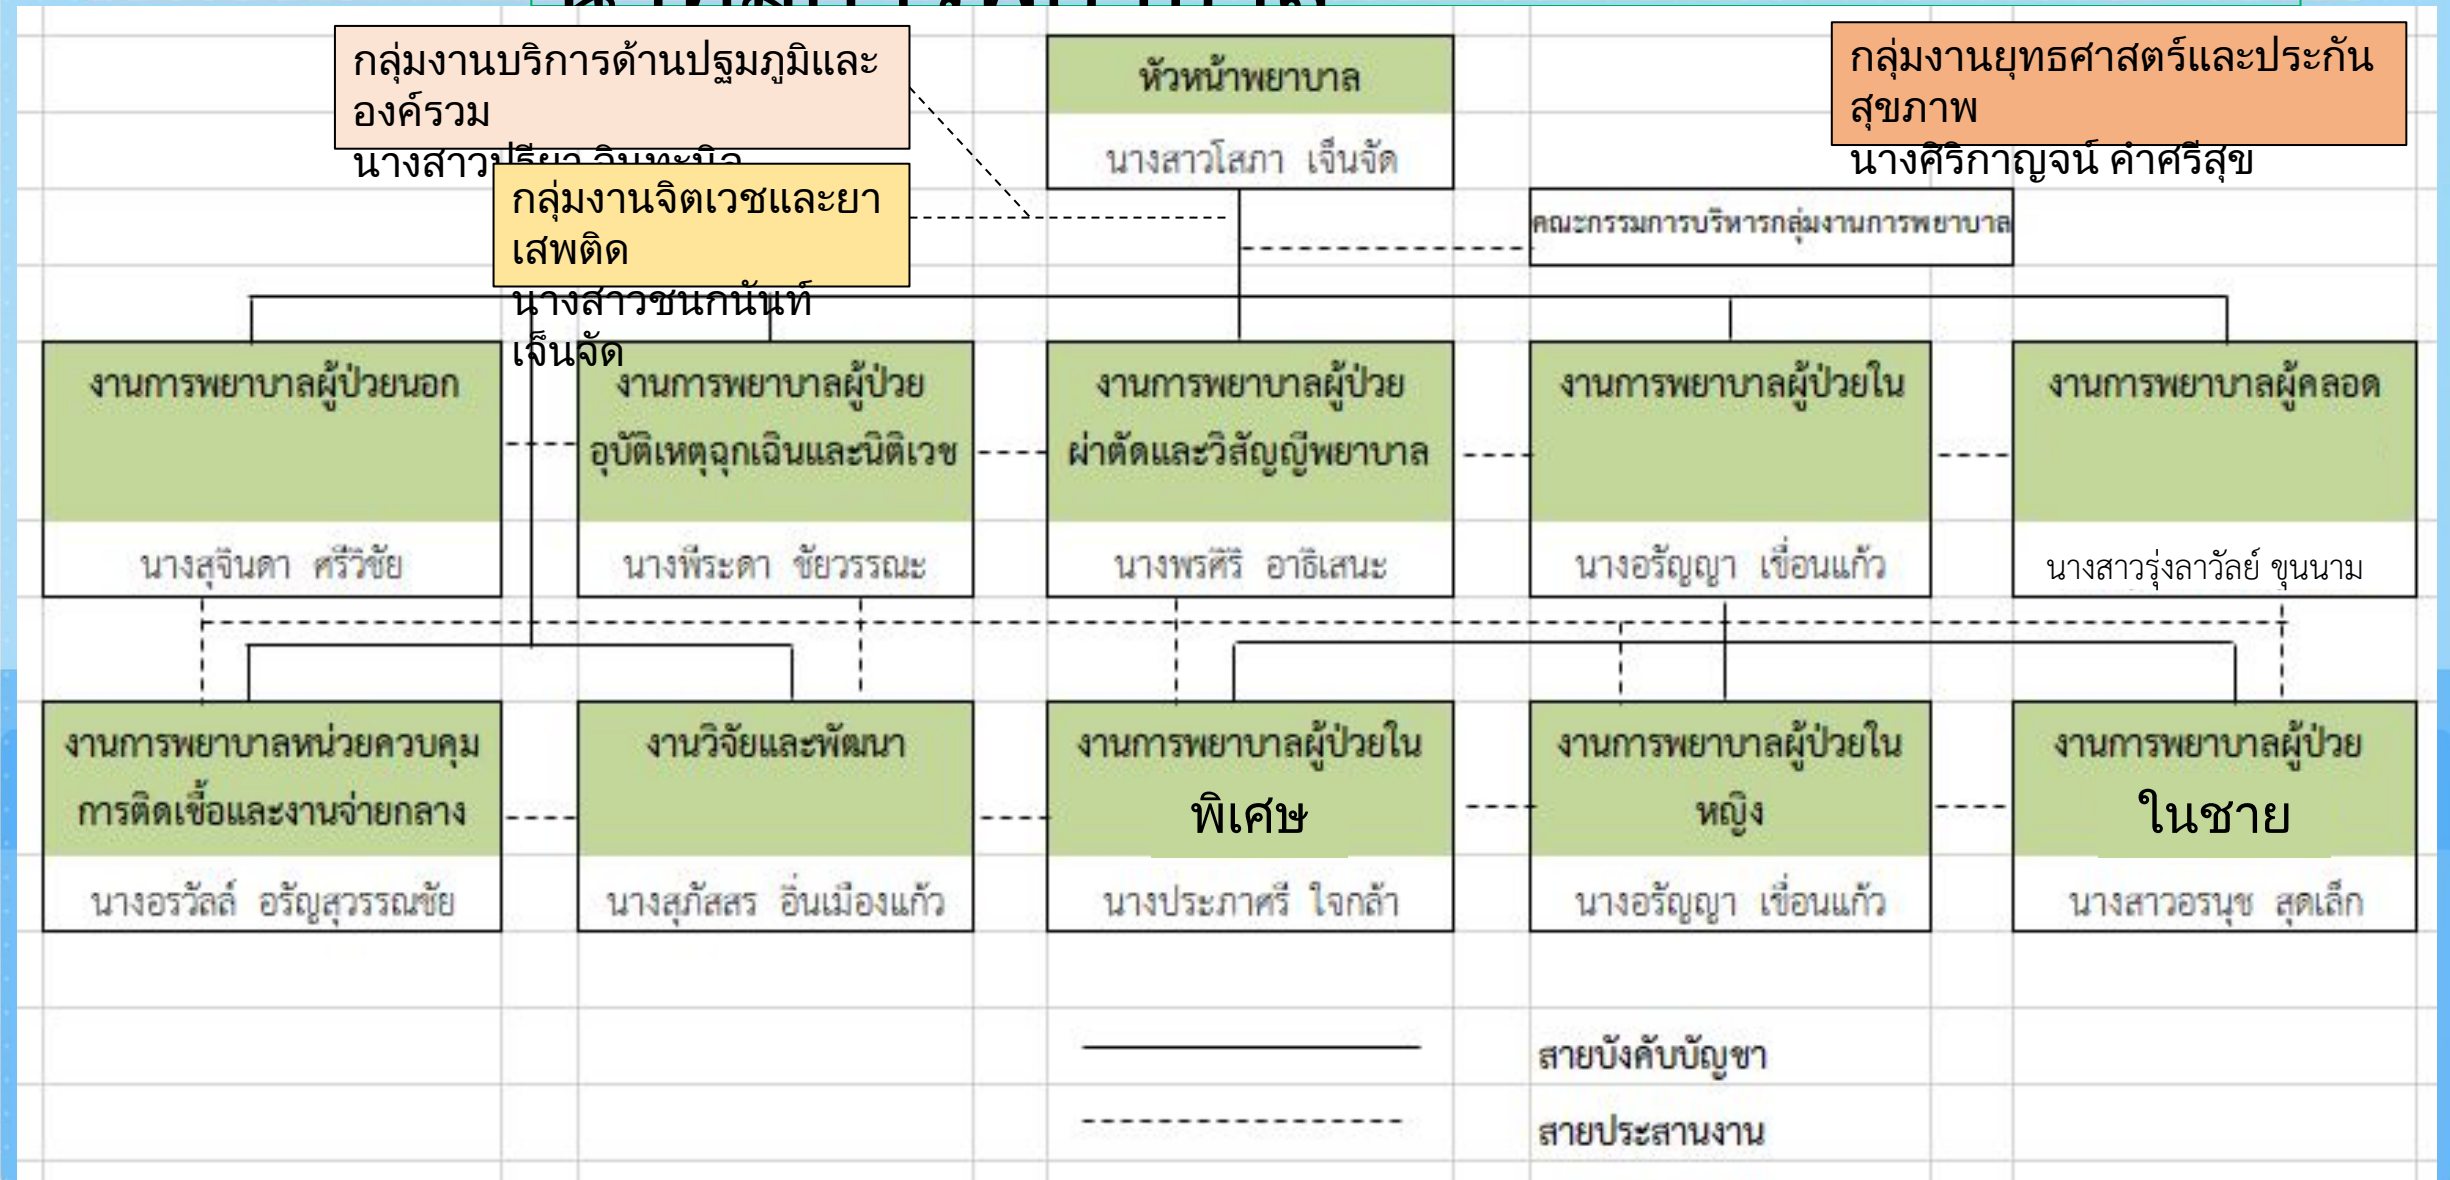 กลุ่มงานบริการด้านปฐมภูมิและ
องค์รวม
นางสาวปรียา อินทะนิล
หัวหน้าพยาบาล
นางสาวโสภา เจ็นจัด
กลุ่มงานยุทธศาสตร์และประกัน
สุขภาพ
นางศิริกาญจน์ คำศรีสุข
กลุ่มงานจิตเวชและยา
เสพติด
นางสาวชนกนันท์
เจ็นจัด
คณะกรรมการบริหารกลุ่มงานการพยาบาล
งานการพยาบาลผู้ป่วยนอก
นางสุจินดา ศรีวิชัย
งานการพยาบาลผู้ป่วย
อุบัติเหตุฉุกเฉินและนิติเวช
นางพีระดา ชัยวรรณะ
งานการพยาบาลผู้ป่วย
ผ่าตัดและวิสัญญีพยาบาล
นางพรศิริ อาธิเสนะ
งานการพยาบาลผู้ป่วยใน
นางอรัญญา เขื่อนแก้ว
งานการพยาบาลผู้คลอด
นางสาวรุ่งลาวัลย์ ขุนนาม
งานการพยาบาลหน่วยควบคุม
การติดเชื้อและงานจ่ายกลาง
นางอรวัลล์ อรัญสุวรรณชัย
งานวิจัยและพัฒนา
นางสุภัสสร อิ่นเมืองแก้ว
งานการพยาบาลผู้ป่วยใน
พิเศษ
นางประภาศรี ใจกล้า
งานการพยาบาลผู้ป่วยใน
หญิง
นางอรัญญา เขื่อนแก้ว
งานการพยาบาลผู้ป่วย
ในชาย
นางสาวอรนุช สุดเล็ก
สายบังคับบัญชา
สายประสานงาน